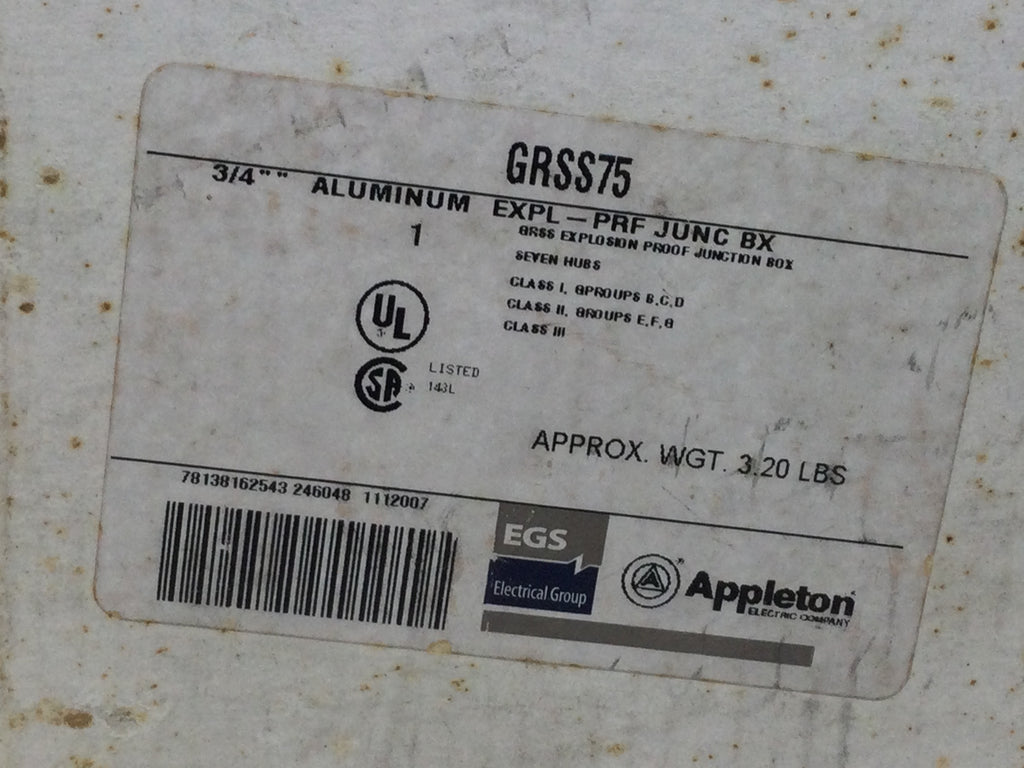 GRSS75
3/4"" ALUMINUM EXPL-PRF JUNC BX
1
GRSS EXPLOSION PROOF JUNCTION BOX
SEVEN HUBS
CLASS I, GPROUPS B,C,D
CLASS II, GROUPS E,F,G
CLASS III
UL
SA
LISTED
143L
APPROX. WGT. 3.20 LBS
78138162543 246048 1112007
EGS
Electrical Group
Appleton
ELECTRIC COMPANY